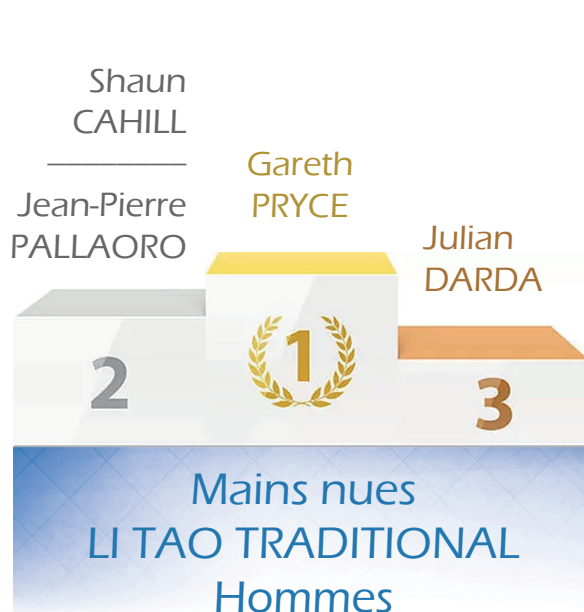 Shaun
CAHILL
Jean-Pierre
PALLAORO
Gareth
PRYCE
Julian
DARDA
2
1
3
Mains nues
LI TAO TRADITIONAL
Hommes